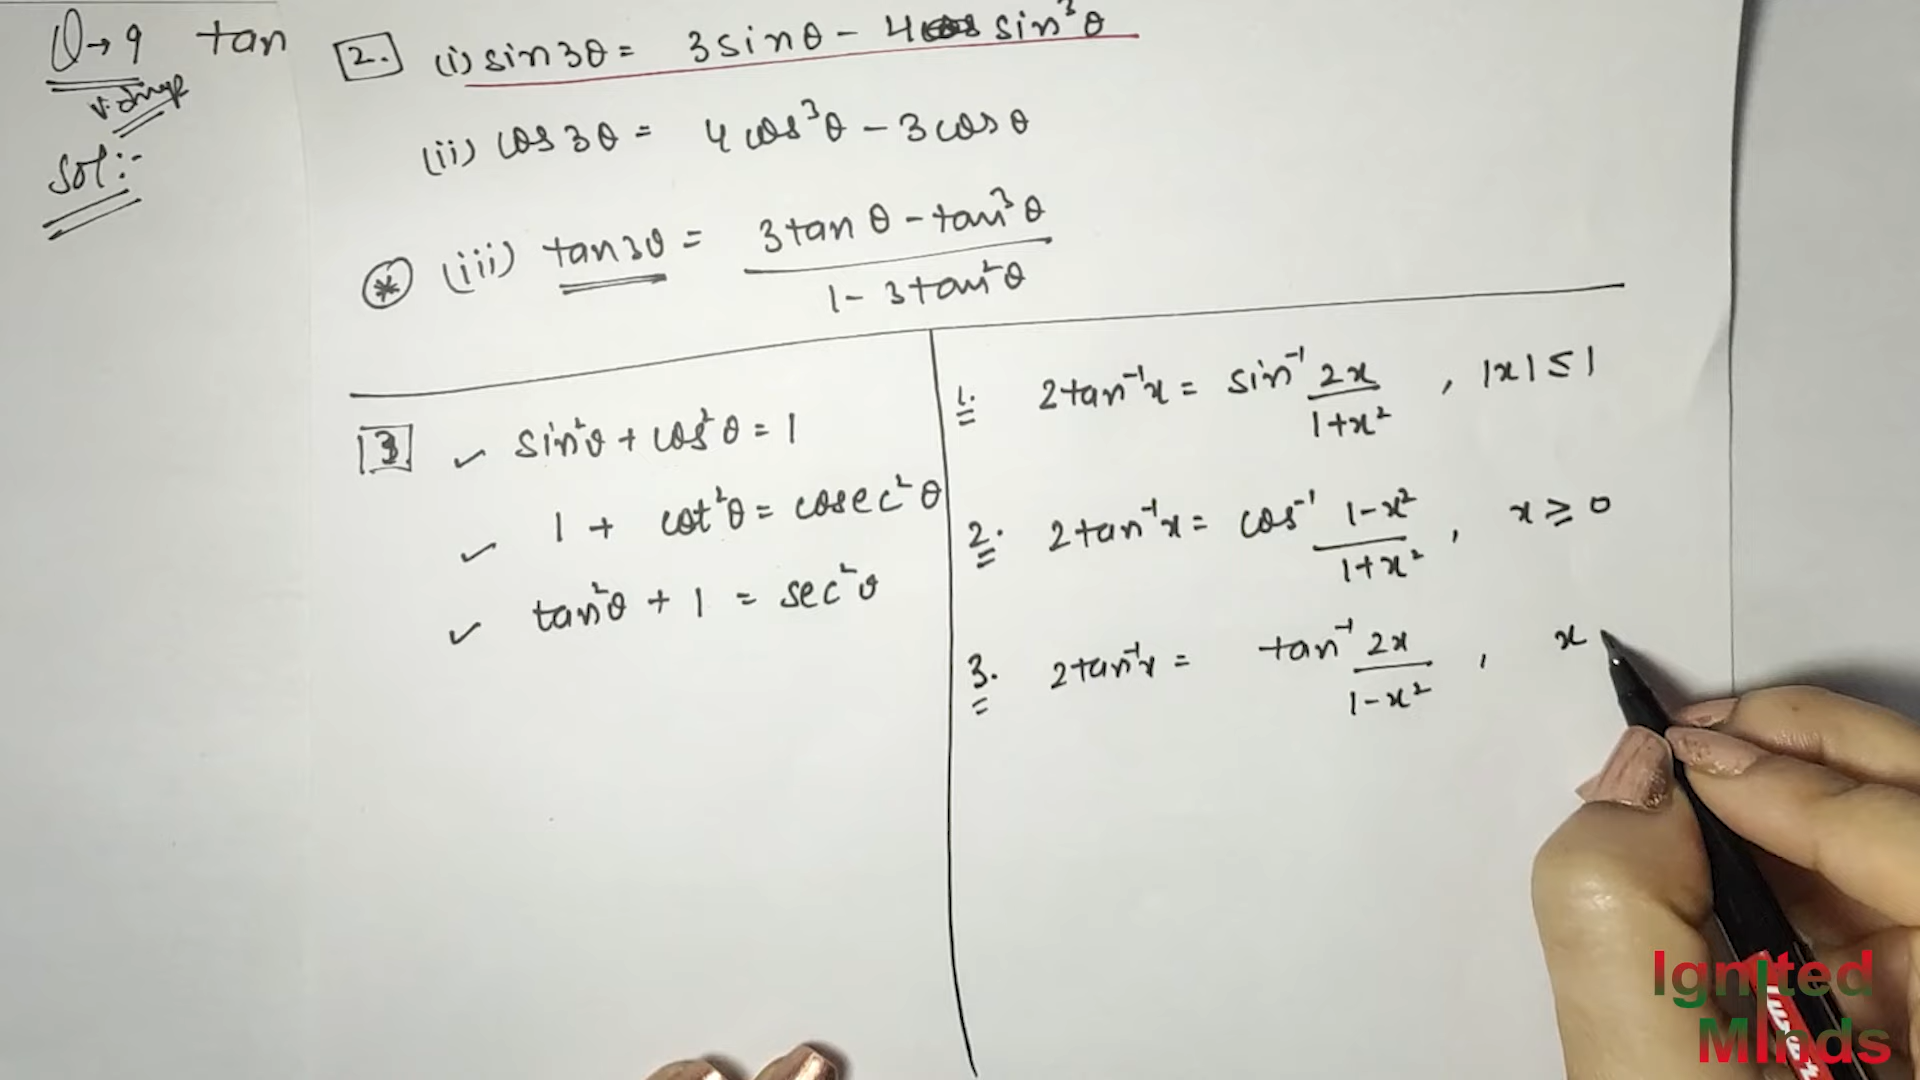 Q→9 tan
v.imp
Sol:-
2. (i) sin3θ = 3sinθ - 4 sin³θ
(ii) cos3θ = 4cos³θ - 3cosθ
* (iii) tan3θ = 3tanθ - tan³θ
1 - 3tan²θ
3. ✓ sin²θ + cos²θ = 1
✓ 1 + cot²θ = cosec²θ
✓ tan²θ + 1 = sec²θ
1. 2tan⁻¹x = sin⁻¹ 2x/1+x² , |x| ≤ 1
2. 2tan⁻¹x = cos⁻¹ 1-x²/1+x² , x ≥ 0
3. 2tan⁻¹x = tan⁻¹ 2x/1-x² , x
Ignited
Minds